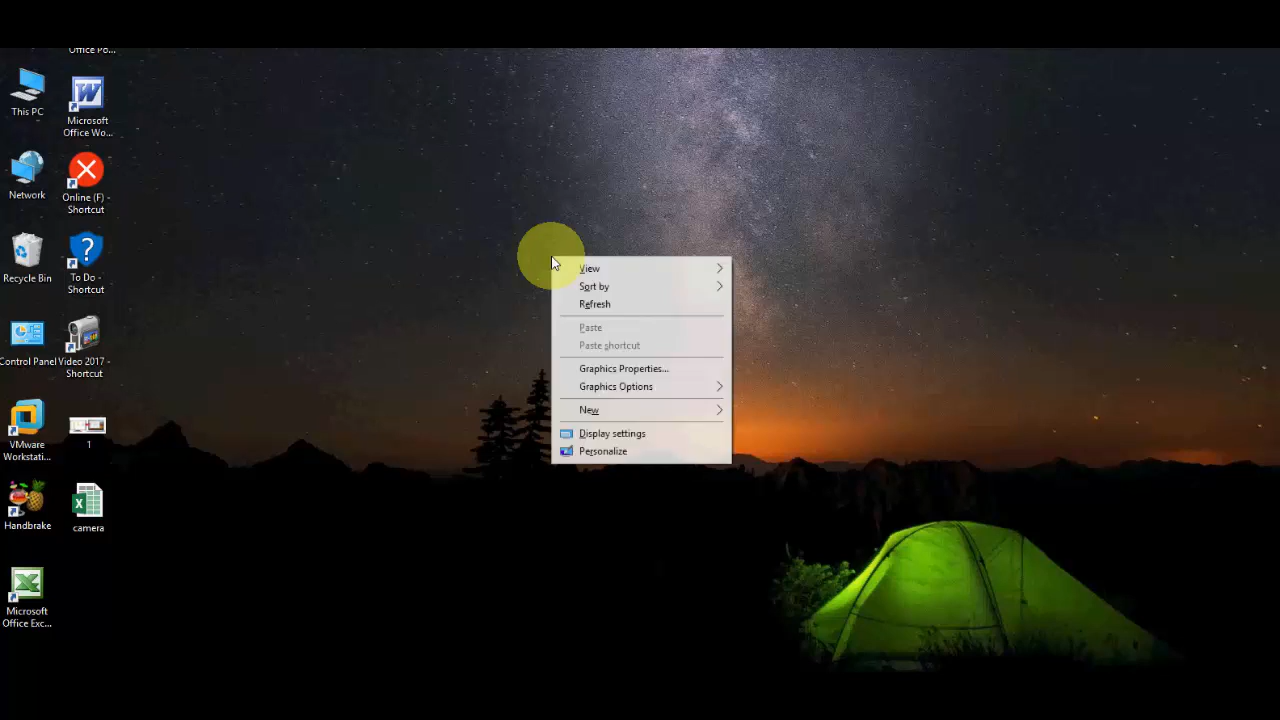 Office Po...
This PC
Microsoft
Office Wo...
Network
Online (F) -
Shortcut
Recycle Bin
To Do -
Shortcut
Control Panel
Video 2017 -
Shortcut
VMware
Workstati...
1
Handbrake
camera
Microsoft
Office Exc...
View
Sort by
Refresh
Paste
Paste shortcut
Graphics Properties...
Graphics Options
New
Display settings
Personalize